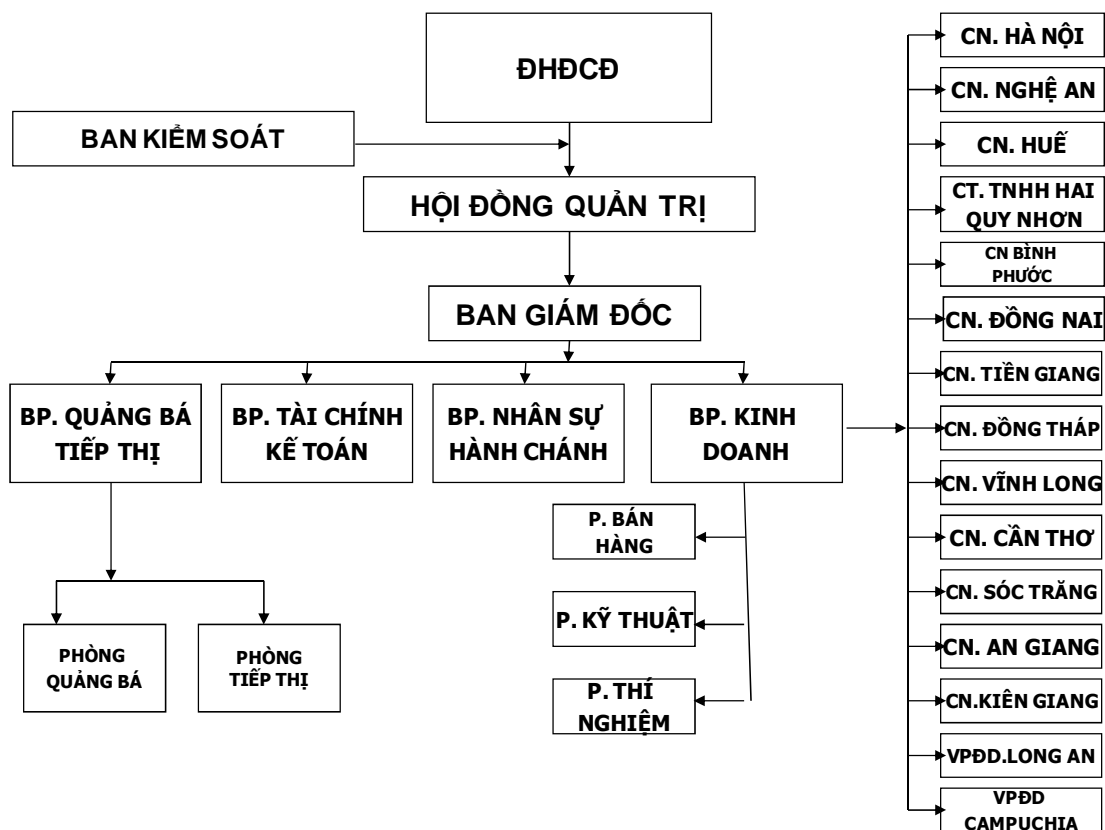 ĐHĐCĐ
BAN KIỂM SOÁT
HỘI ĐỒNG QUẢN TRỊ
BAN GIÁM ĐỐC
BP. QUẢNG BÁ
TIẾP THỊ
BP. TÀI CHÍNH
KẾ TOÁN
BP. NHÂN SỰ
HÀNH CHÁNH
BP. KINH
DOANH
PHÒNG
QUẢNG BÁ
PHÒNG
TIẾP THỊ
P. BÁN
HÀNG
P. KỸ THUẬT
P. THÍ
NGHIỆM
CN. HÀ NỘI
CN. NGHỆ AN
CN. HUẾ
CT. TNHH HAI
QUY NHƠN
CN BÌNH
PHƯỚC
CN. ĐỒNG NAI
CN. TIỀN GIANG
CN. ĐỒNG THÁP
CN. VĨNH LONG
CN. CẦN THƠ
CN. SÓC TRĂNG
CN. AN GIANG
CN.KIÊN GIANG
VPĐD.LONG AN
VPĐD
CAMPUCHIA